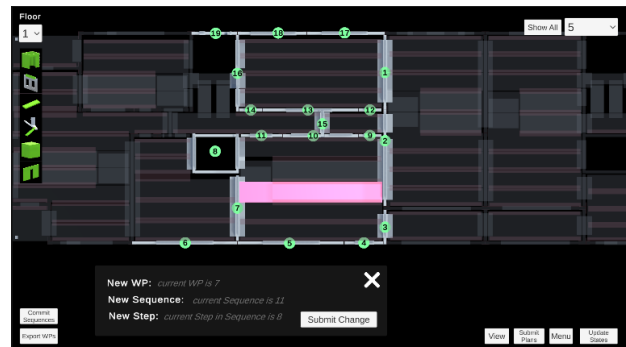 Floor
1
Show All
5
19
18
17
16
1
14
13
12
15
11
10
9
2
8
7
3
6
5
4
New WP: current WP is 7
New Sequence: current Sequence is 11
New Step: current Step in Sequence is 8
Submit Change
Commit
Sequences
Export WPs
View
Submit
Plans
Menu
Update
States